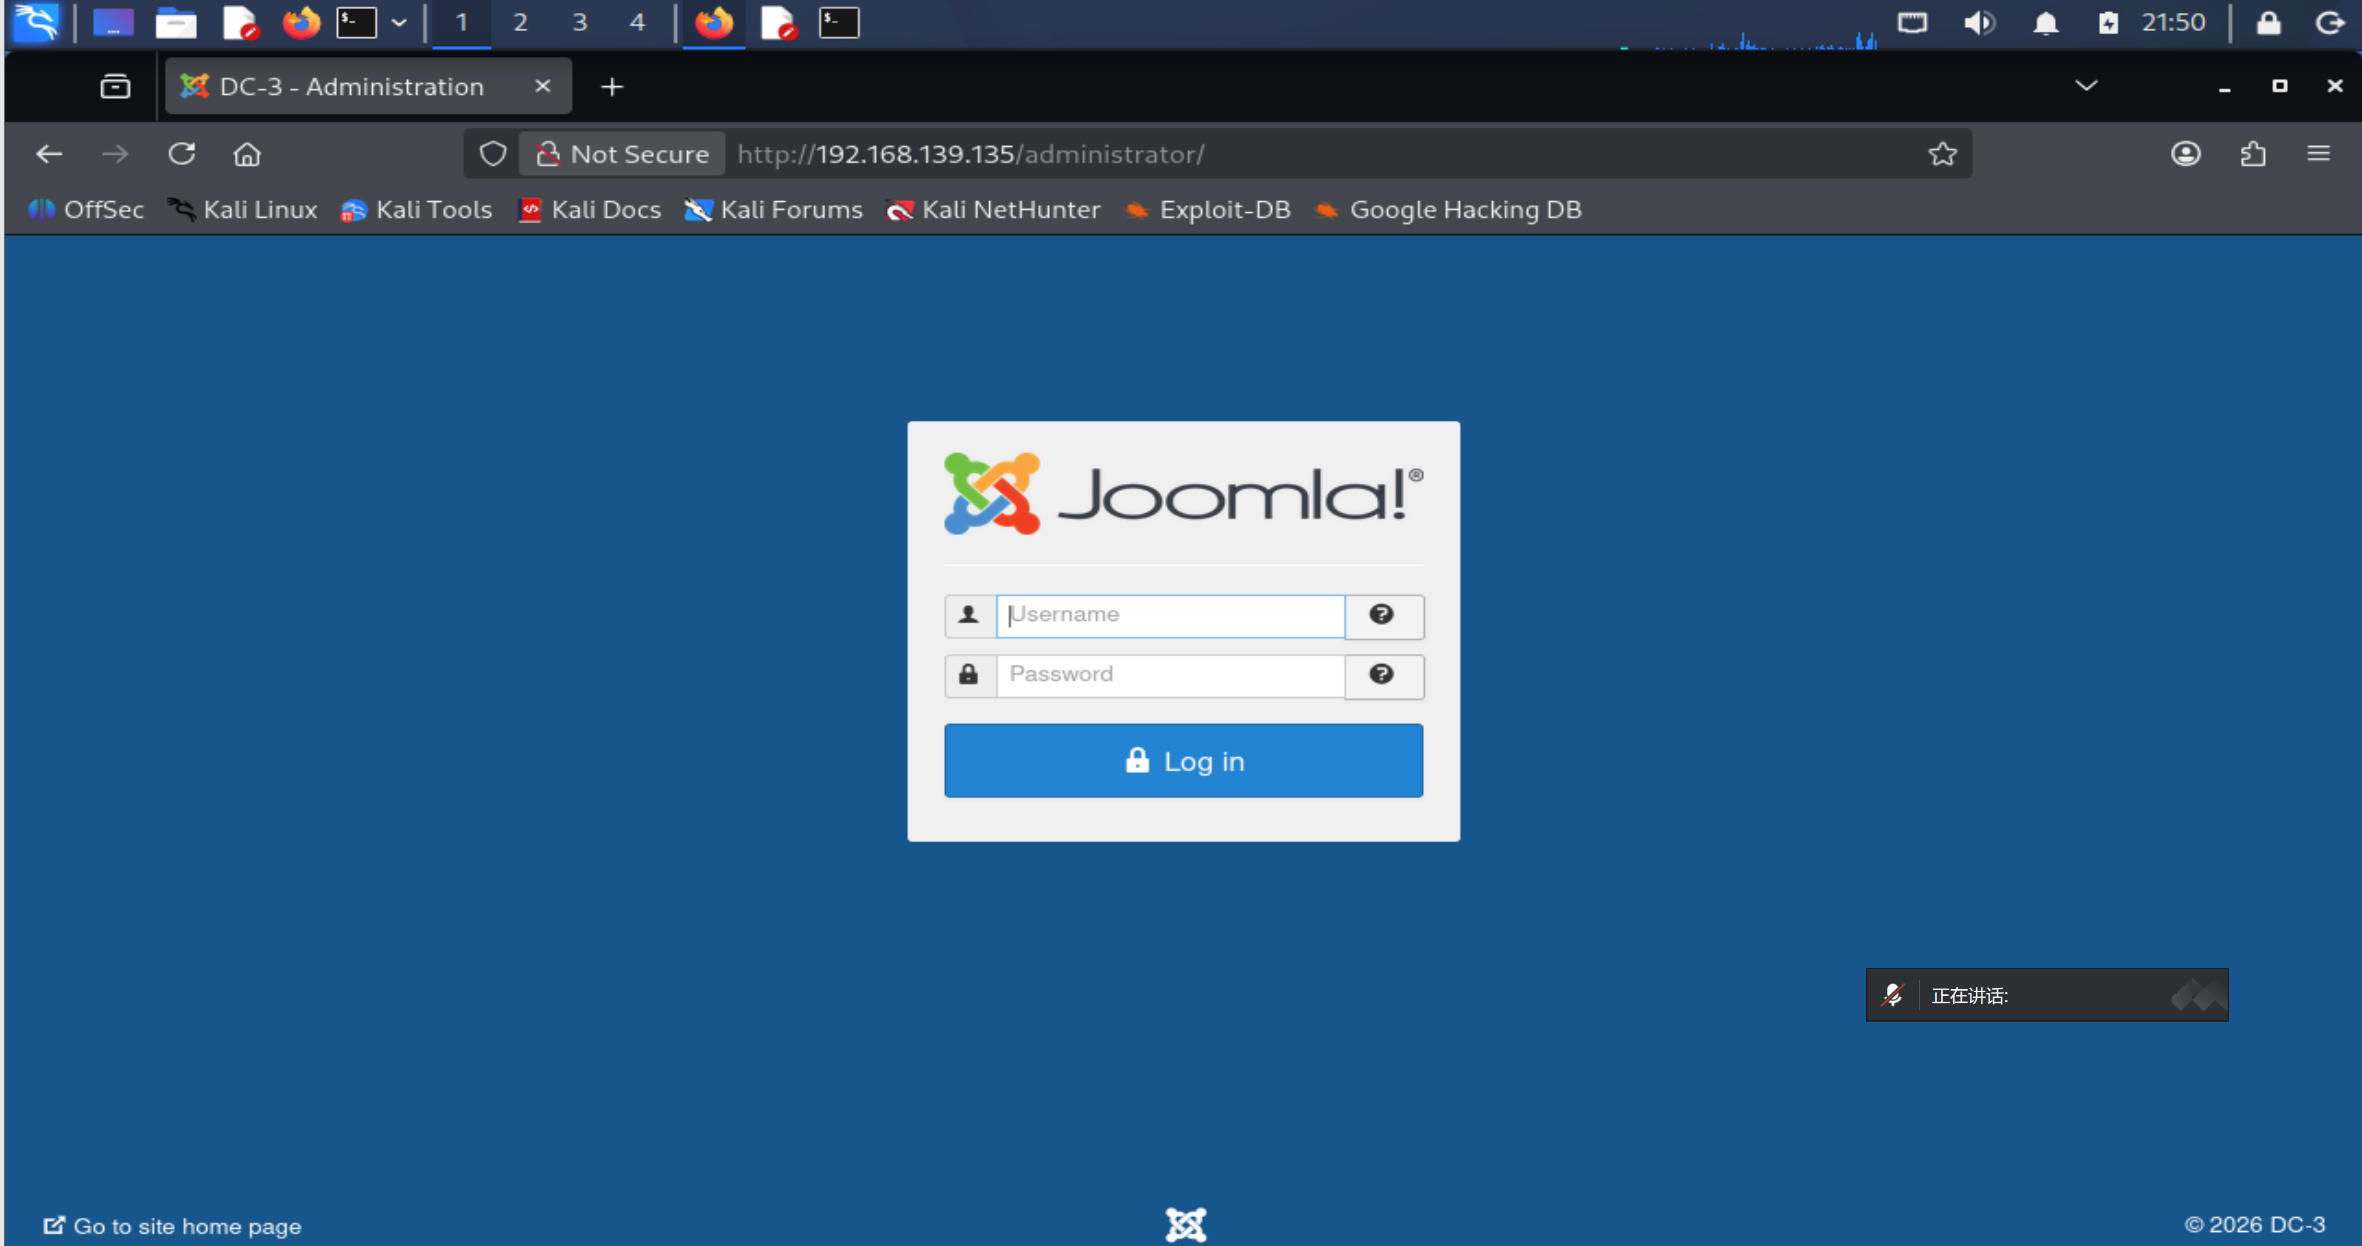 1 2 3 4 21:50
DC-3 - Administration
Not Secure http://192.168.139.135/administrator/
OffSec Kali Linux Kali Tools Kali Docs Kali Forums Kali NetHunter Exploit-DB Google Hacking DB
Joomla!®
Username
Password
Log in
正在讲话:
Go to site home page © 2026 DC-3